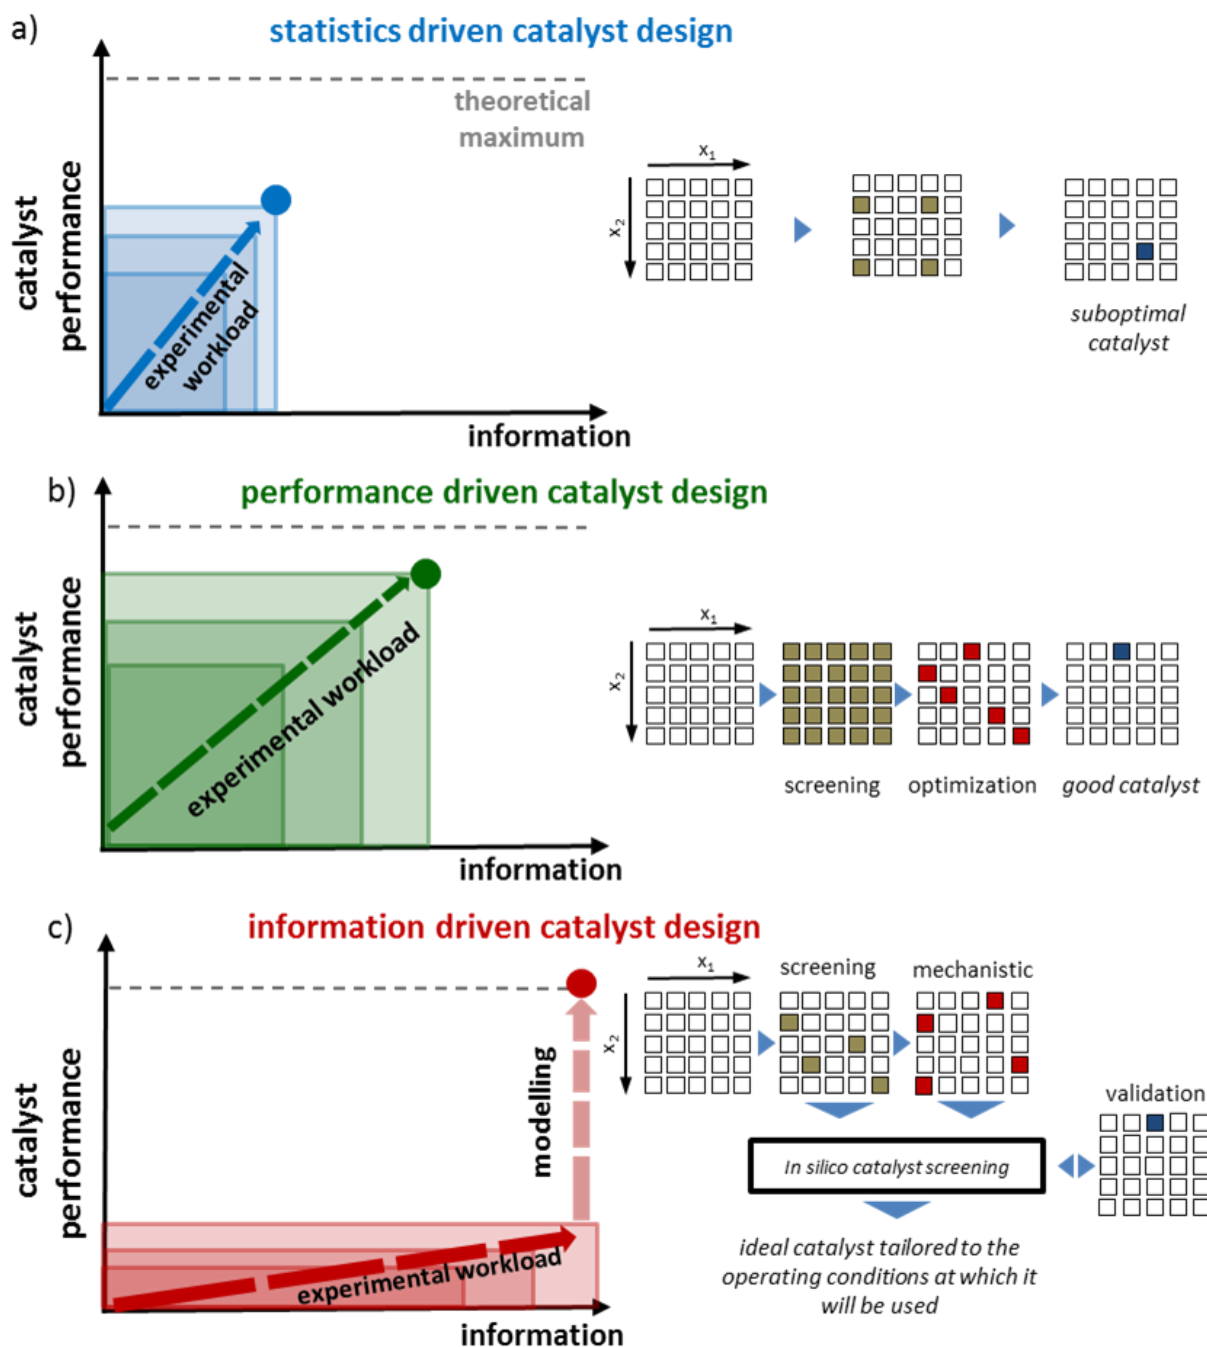 a)
statistics driven catalyst design
theoretical
maximum
catalyst
performance
experimental
workload
information
x1
x2
suboptimal
catalyst
b)
performance driven catalyst design
catalyst
performance
experimental workload
information
x1
x2
screening
optimization
good catalyst
c)
information driven catalyst design
catalyst
performance
modelling
experimental workload
information
x1
x2
screening
mechanistic
validation
In silico catalyst screening
ideal catalyst tailored to the
operating conditions at which it
will be used